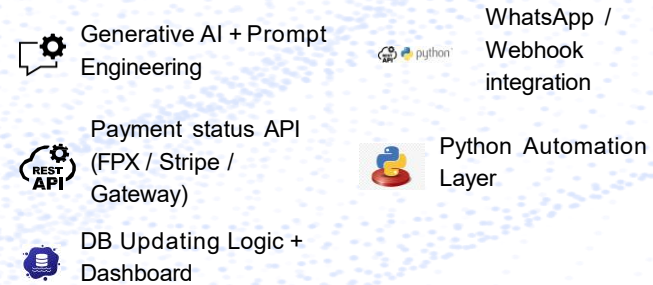 Generative AI + Prompt
Engineering
Payment status API
(FPX / Stripe /
Gateway)
REST
API
DB Updating Logic +
Dashboard
WhatsApp /
Webhook
integration
REST
API
python
Python Automation
Layer